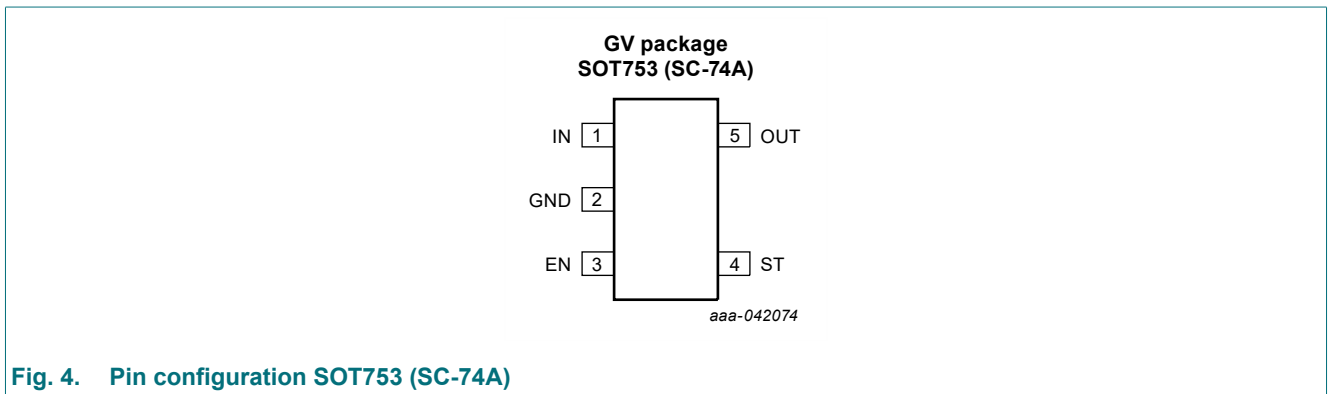 GV package
SOT753 (SC-74A)
IN 1
5 OUT
GND 2
EN 3
4 ST
aaa-042074
Fig. 4. Pin configuration SOT753 (SC-74A)